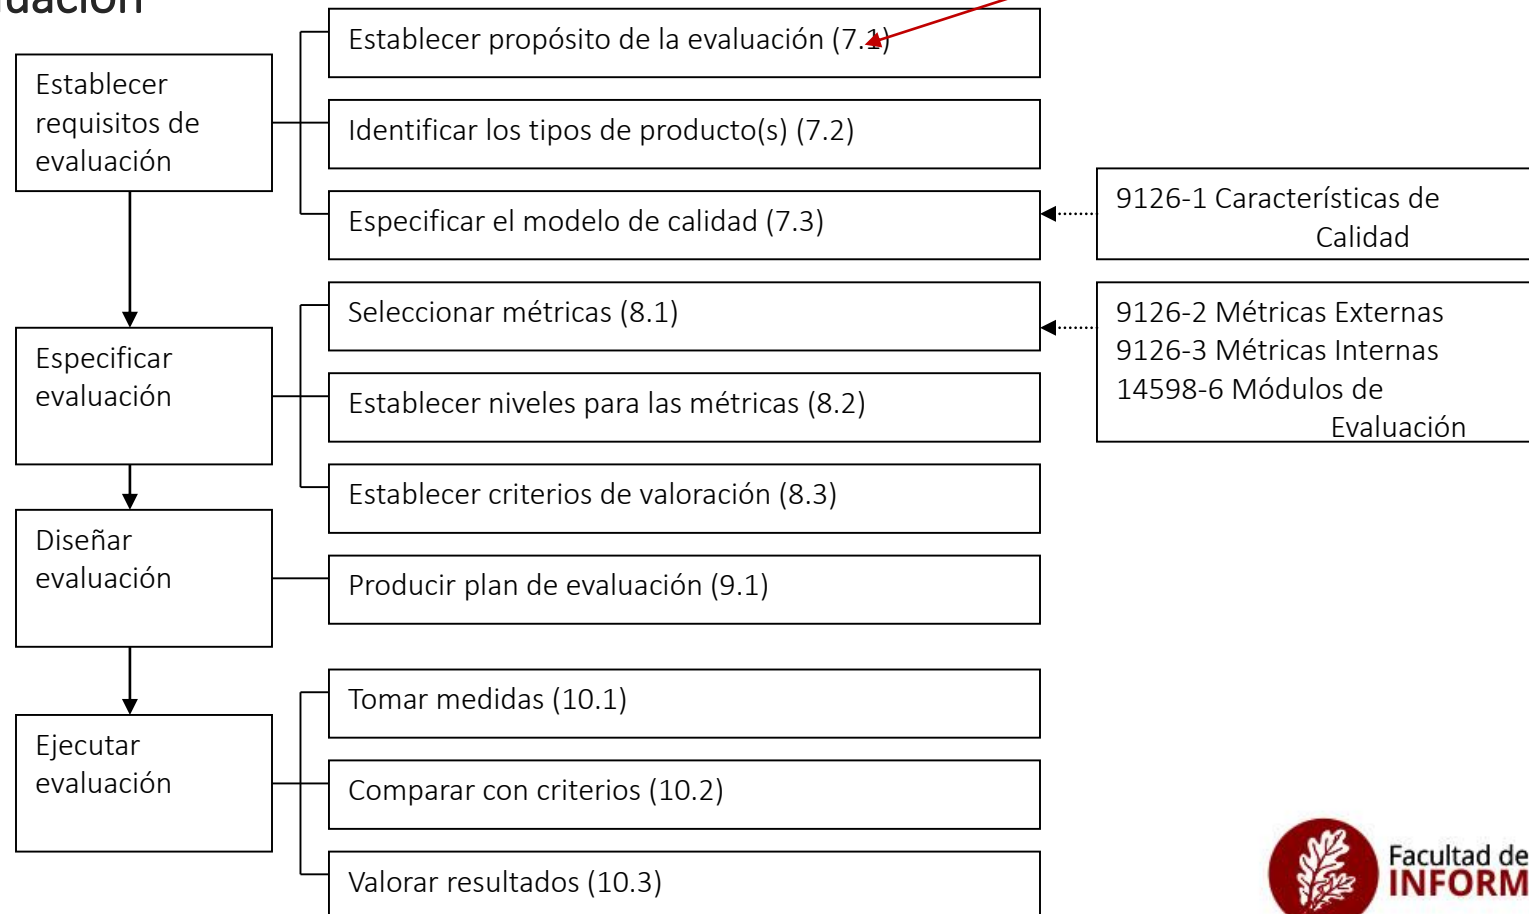 Establecer propósito de la evaluación (7.1)
Establecer
requisitos de
evaluación
Identificar los tipos de producto(s) (7.2)
Especificar el modelo de calidad (7.3)
9126-1 Características de
Calidad
Seleccionar métricas (8.1)
9126-2 Métricas Externas
9126-3 Métricas Internas
14598-6 Módulos de
Evaluación
Especificar
evaluación
Establecer niveles para las métricas (8.2)
Establecer criterios de valoración (8.3)
Diseñar
evaluación
Producir plan de evaluación (9.1)
Tomar medidas (10.1)
Ejecutar
evaluación
Comparar con criterios (10.2)
Valorar resultados (10.3)
Facultad de
INFORM